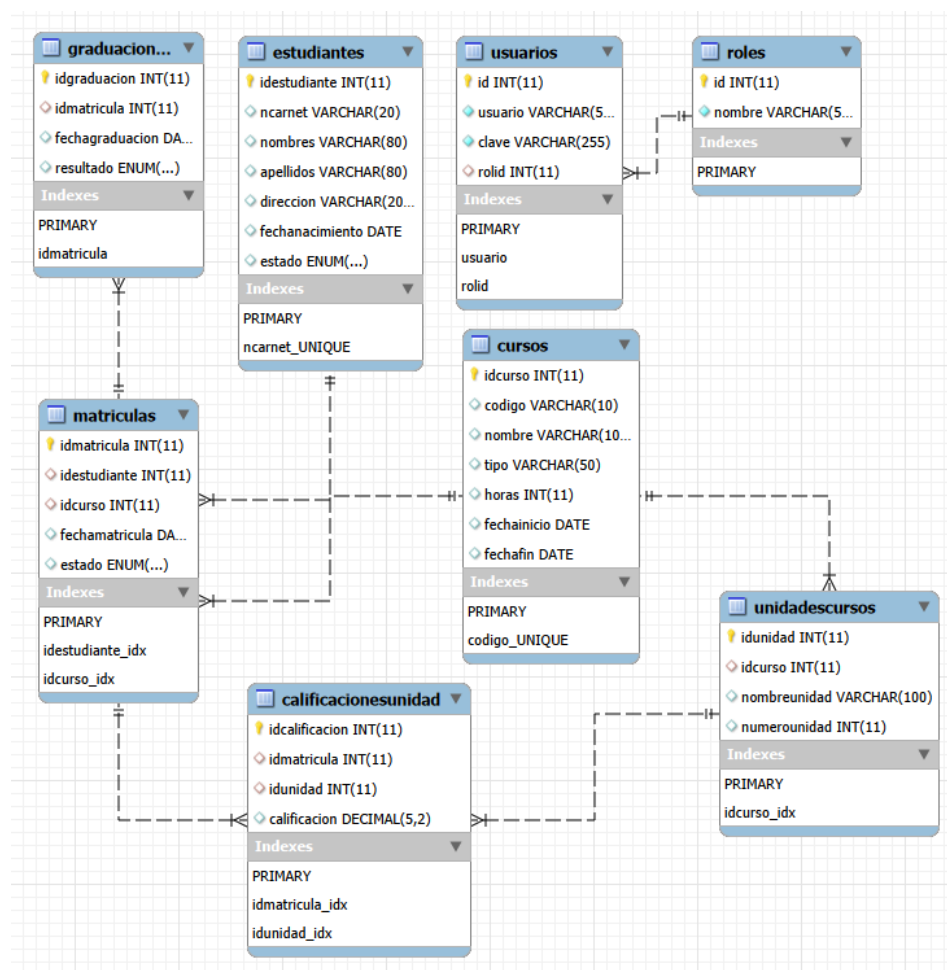 graduacion...
idgraduacion INT(11)
idmatricula INT(11)
fechagraduacion DA...
resultado ENUM(...)
Indexes
PRIMARY
idmatricula
estudiantes
idestudiante INT(11)
ncarnet VARCHAR(20)
nombres VARCHAR(80)
apellidos VARCHAR(80)
direccion VARCHAR(20...
fechanacimiento DATE
estado ENUM(...)
Indexes
PRIMARY
ncarnet_UNIQUE
usuarios
id INT(11)
usuario VARCHAR(5...
clave VARCHAR(255)
rolid INT(11)
Indexes
PRIMARY
usuario
rolid
roles
id INT(11)
nombre VARCHAR(5...
Indexes
PRIMARY
cursos
idcurso INT(11)
codigo VARCHAR(10)
nombre VARCHAR(10...
tipo VARCHAR(50)
horas INT(11)
fechainicio DATE
fechafin DATE
Indexes
PRIMARY
codigo_UNIQUE
matriculas
idmatricula INT(11)
idestudiante INT(11)
idcurso INT(11)
fechamatricula DA...
estado ENUM(...)
Indexes
PRIMARY
idestudiante_idx
idcurso_idx
unidadescursos
idunidad INT(11)
idcurso INT(11)
nombreunidad VARCHAR(100)
numerounidad INT(11)
Indexes
PRIMARY
idcurso_idx
calificacionesunidad
idcalificacion INT(11)
idmatricula INT(11)
idunidad INT(11)
calificacion DECIMAL(5,2)
Indexes
PRIMARY
idmatricula_idx
idunidad_idx